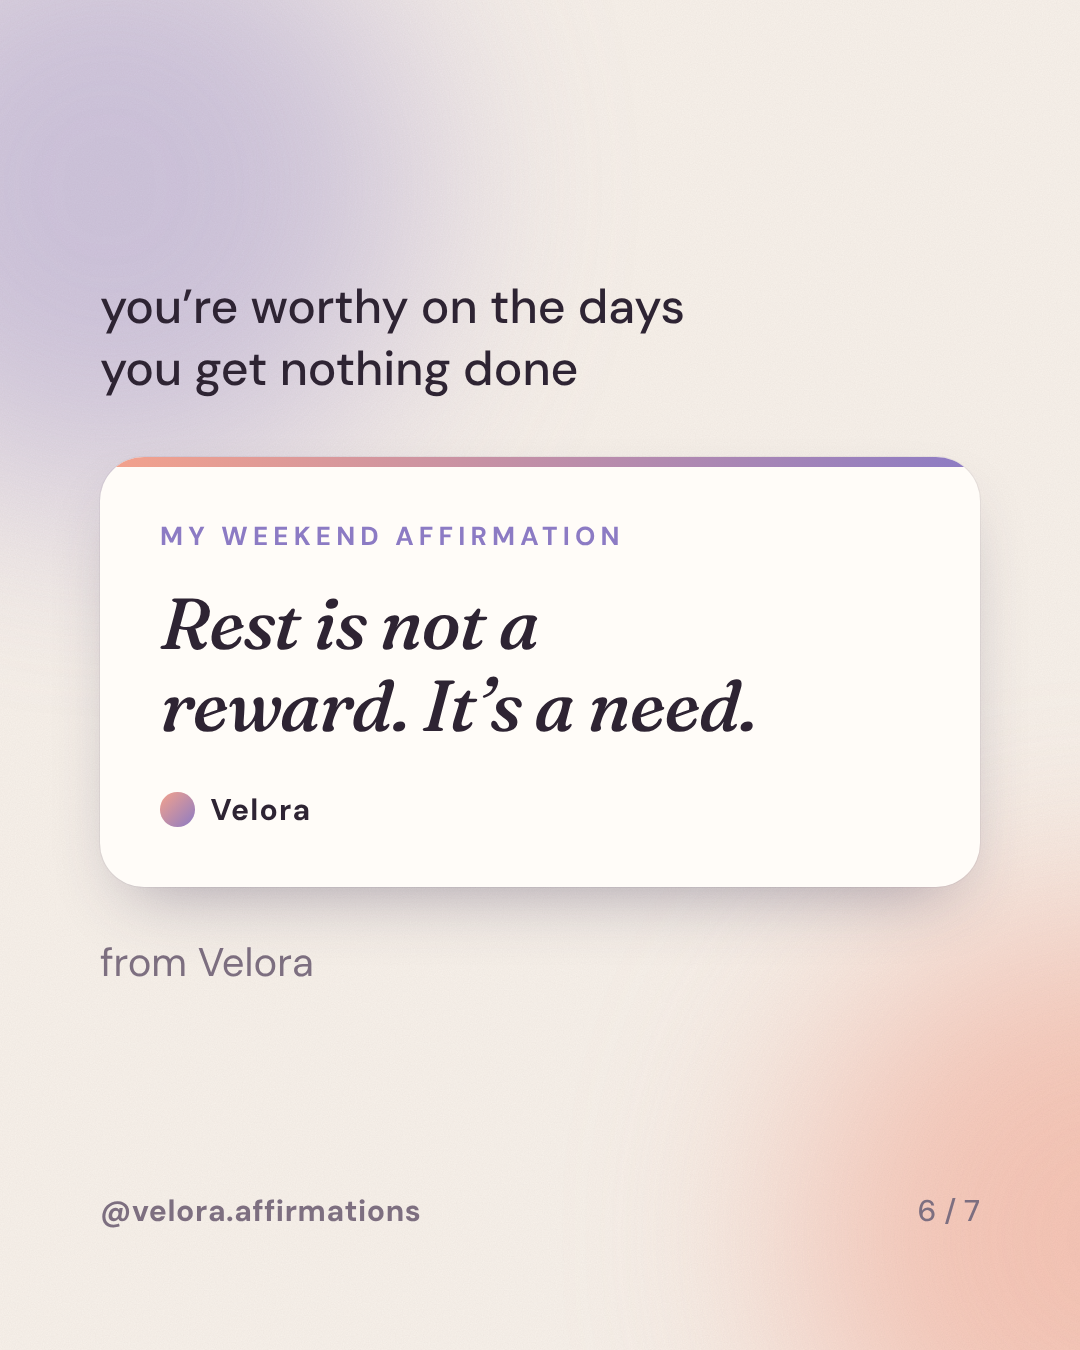 you’re worthy on the days
you get nothing done
MY WEEKEND AFFIRMATION
Rest is not a
reward. It’s a need.
Velora
from Velora
@velora.affirmations
6 / 7